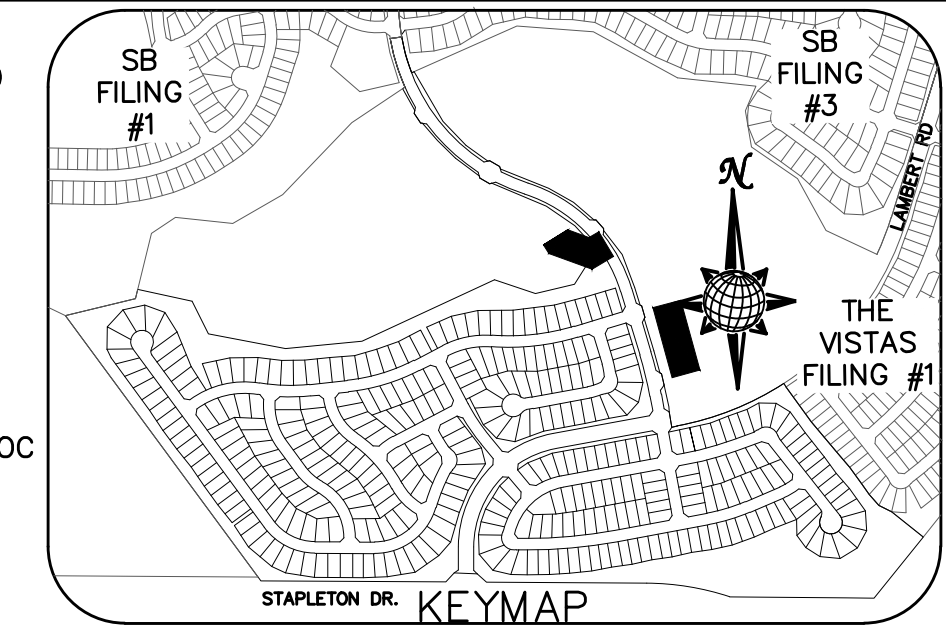 SB
FILING
#1
SB
FILING
#3
LAMBERT RD
N
THE
VISTAS
FILING #1
OC
STAPLETON DR.
KEYMAP